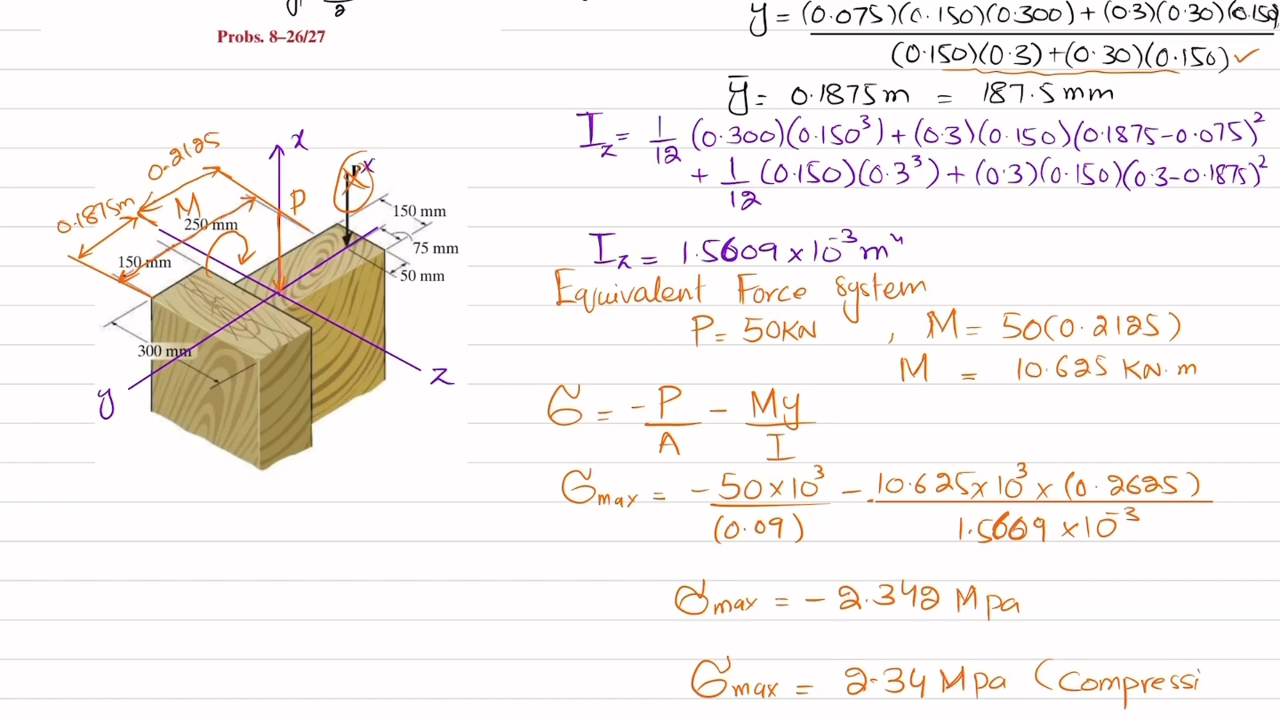 Probs. 8–26/27
ȳ = (0.075)(0.150)(0.300) + (0.3)(0.30)(0.150
(0.150)(0.3) + (0.30)(0.150) ✓
ȳ = 0.1875 m = 187.5 mm
I_z = 1/12 (0.300)(0.150³) + (0.3)(0.150)(0.1875-0.075)²
+ 1/12 (0.150)(0.3³) + (0.3)(0.150)(0.3-0.1875)²
I_z = 1.5609 × 10⁻³ m⁴
Equivalent Force System
P = 50KN , M = 50(0.2125)
M = 10.625 KN.m
σ = -P/A - My/I
σmax = -50×10³/(0.09) - 10.625×10³×(0.2625)/1.5609×10⁻³
σmax = -2.342 Mpa
σmax = 2.34 Mpa (Compressi
x
0.2125
P
x
0.1875m
M
P
150 mm
250 mm
75 mm
150 mm
50 mm
300 mm
z
y